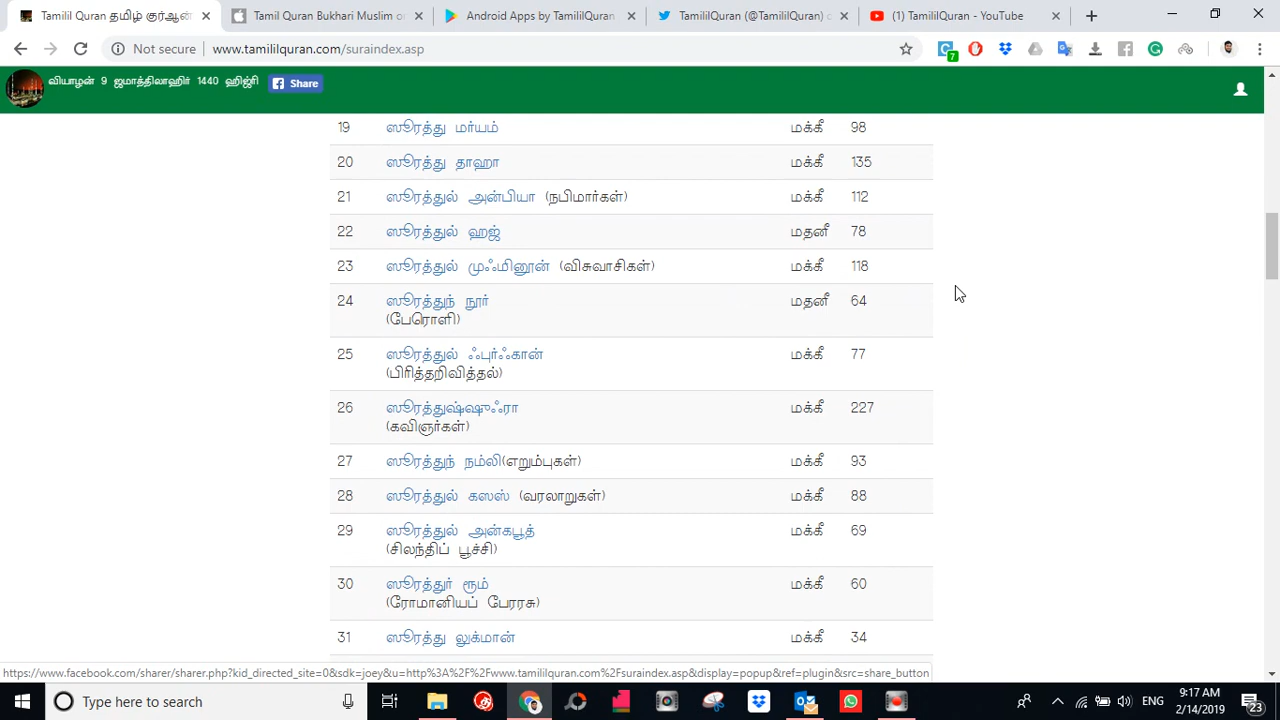 Tamilil Quran தமிழ் குர்ஆன்
Tamil Quran Bukhari Muslim on
Android Apps by TamililQuran
TamililQuran (@TamililQuran) o
(1) TamililQuran - YouTube
Not secure | www.tamililquran.com/suraindex.asp
7
வியாழன் 9 ஜமாத்திலாஹிர் 1440 ஹிஜ்ரி
Share
19 ஸூரத்து மர்யம் மக்கீ 98
20 ஸூரத்து தாஹா மக்கீ 135
21 ஸூரத்துல் அன்பியா (நபிமார்கள்) மக்கீ 112
22 ஸூரத்துல் ஹஜ் மதனீ 78
23 ஸூரத்துல் முஃமினூன் (விசுவாசிகள்) மக்கீ 118
24 ஸூரத்துந் நூர் மதனீ 64
(பேரொளி)
25 ஸூரத்துல் ஃபுர்ஃகான் மக்கீ 77
(பிரித்தறிவித்தல்)
26 ஸூரத்துஷ்ஷுஃரா மக்கீ 227
(கவிஞர்கள்)
27 ஸூரத்துந் நம்லி(எறும்புகள்) மக்கீ 93
28 ஸூரத்துல் கஸஸ் (வரலாறுகள்) மக்கீ 88
29 ஸூரத்துல் அன்கபூத் மக்கீ 69
(சிலந்திப் பூச்சி)
30 ஸூரத்துர் ரூம் மக்கீ 60
(ரோமானியப் பேரரசு)
31 ஸூரத்து லுக்மான் மக்கீ 34
https://www.facebook.com/sharer/sharer.php?kid_directed_site=0&sdk=joey&u=http%3A%2F%2Fwww.tamililquran.com%2Fsuraindex.asp&display=popup&ref=plugin&src=share_button
Type here to search
ENG
9:17 AM
2/14/2019
23